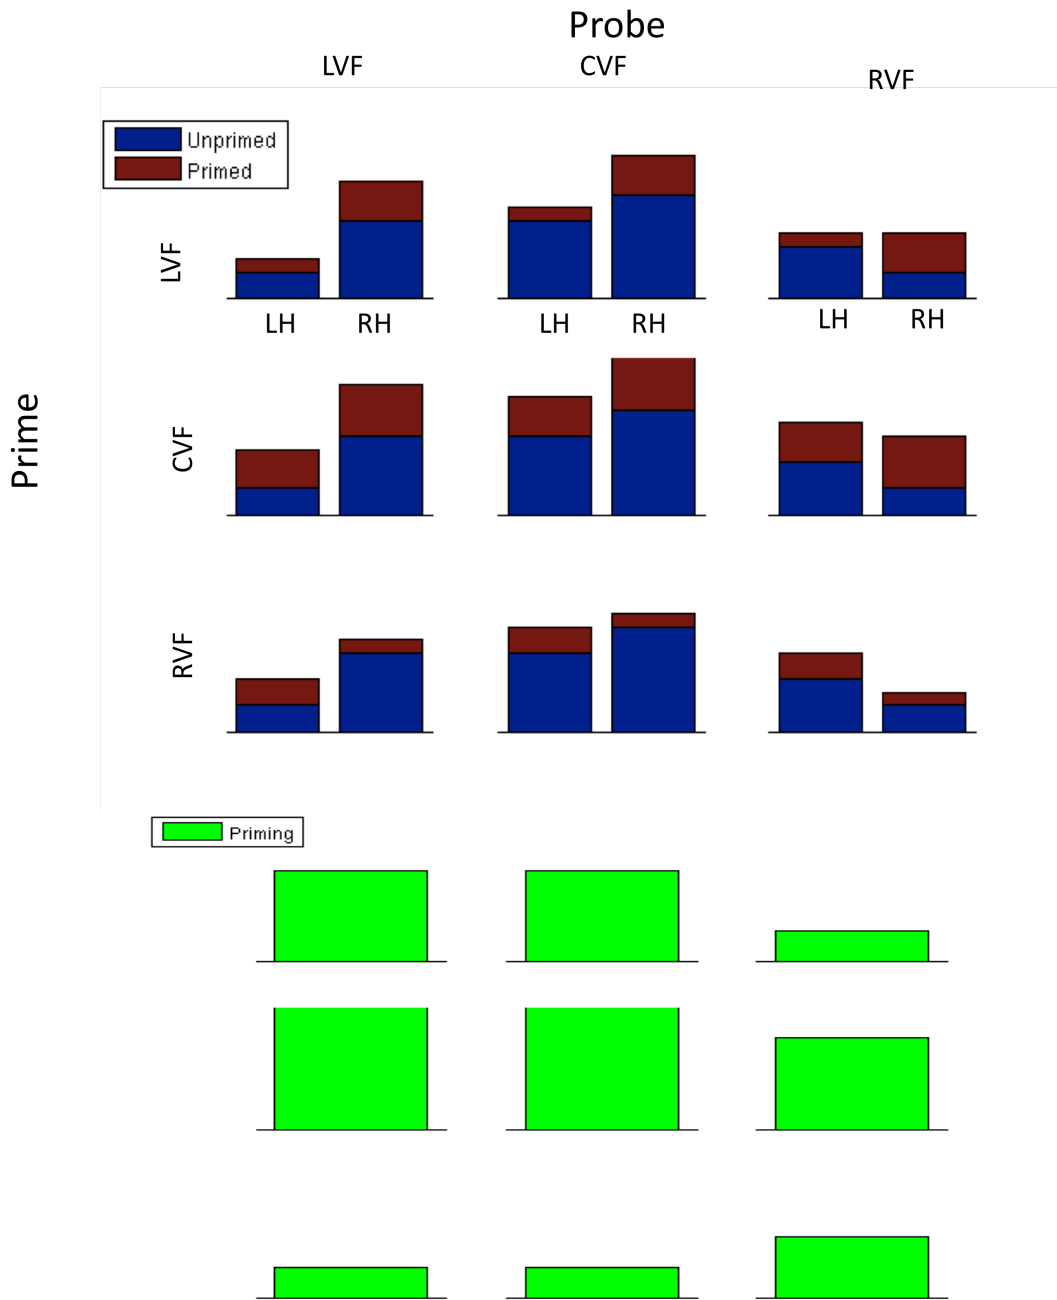 Probe
LVF
CVF
RVF
Unprimed
Primed
LVF
LH
RH
LH
RH
LH
RH
Prime
CVF
RVF
Priming